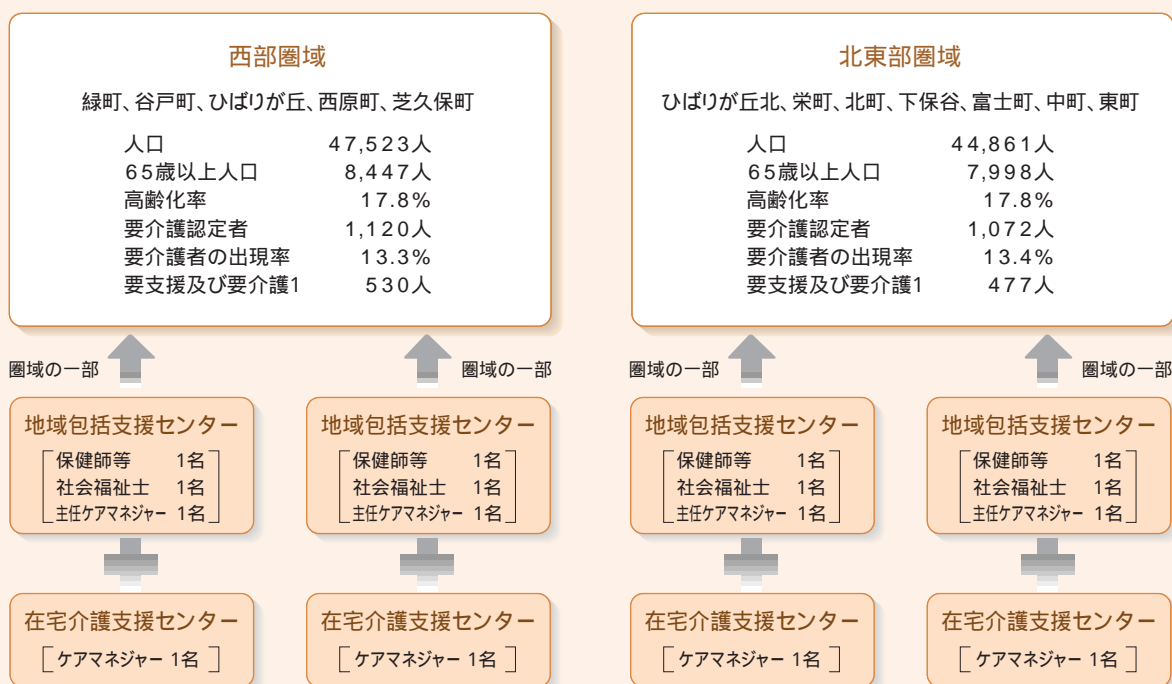 西部圏域
緑町、谷戸町、ひばりが丘、西原町、芝久保町
人口 47,523人
65歳以上人口 8,447人
高齢化率 17.8%
要介護認定者 1,120人
要介護者の出現率 13.3%
要支援及び要介護1 530人
北東部圏域
ひばりが丘北、栄町、北町、下保谷、富士町、中町、東町
人口 44,861人
65歳以上人口 7,998人
高齢化率 17.8%
要介護認定者 1,072人
要介護者の出現率 13.4%
要支援及び要介護1 477人
圏域の一部
圏域の一部
圏域の一部
圏域の一部
地域包括支援センター
保健師等 1名
社会福祉士 1名
主任ケアマネジャー 1名
地域包括支援センター
保健師等 1名
社会福祉士 1名
主任ケアマネジャー 1名
地域包括支援センター
保健師等 1名
社会福祉士 1名
主任ケアマネジャー 1名
地域包括支援センター
保健師等 1名
社会福祉士 1名
主任ケアマネジャー 1名
在宅介護支援センター
ケアマネジャー 1名
在宅介護支援センター
ケアマネジャー 1名
在宅介護支援センター
ケアマネジャー 1名
在宅介護支援センター
ケアマネジャー 1名